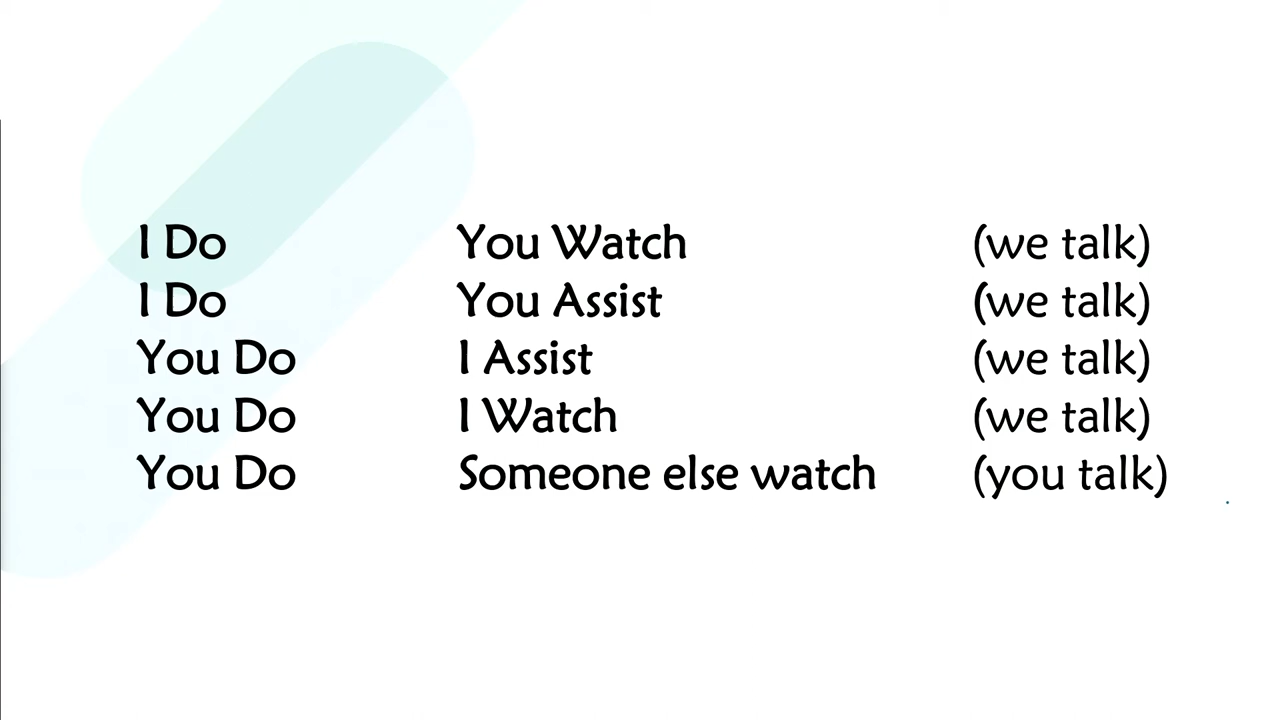 I Do You Watch (we talk)
I Do You Assist (we talk)
You Do I Assist (we talk)
You Do I Watch (we talk)
You Do Someone else watch (you talk)